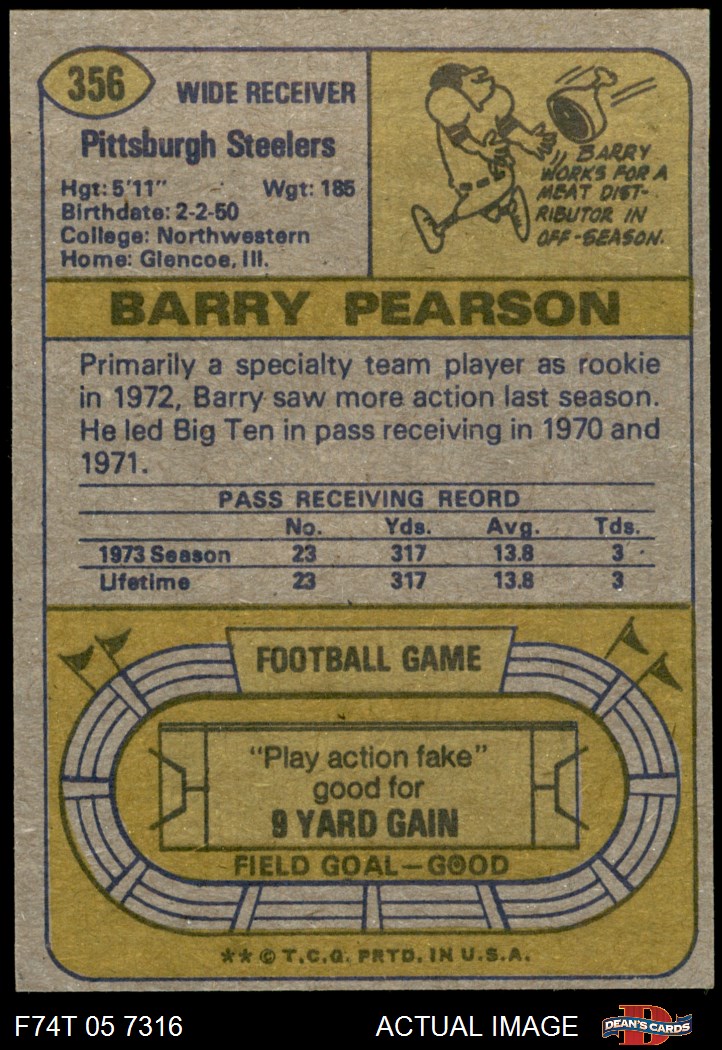 356
WIDE RECEIVER
Pittsburgh Steelers
Hgt: 5'11" Wgt: 185
Birthdate: 2-2-50
College: Northwestern
Home: Glencoe, Ill.
BARRY
WORKS FOR A
MEAT DIST-
RIBUTOR IN
OFF-SEASON.
BARRY PEARSON
Primarily a specialty team player as rookie
in 1972, Barry saw more action last season.
He led Big Ten in pass receiving in 1970 and
1971.
PASS RECEIVING REORD
No. Yds. Avg. Tds.
1973 Season 23 317 13.8 3
Lifetime 23 317 13.8 3
FOOTBALL GAME
"Play action fake"
good for
9 YARD GAIN
FIELD GOAL—GOOD
** © T.C.G. PRTD. IN U.S.A.
F74T 05 7316 ACTUAL IMAGE D DEAN'S CARDS